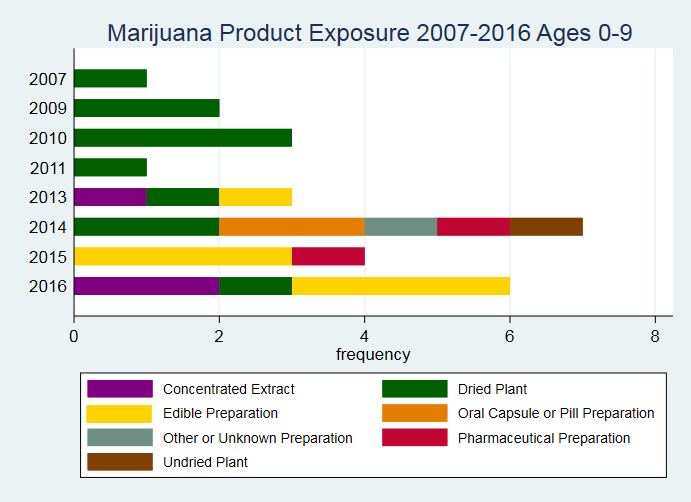 Marijuana Product Exposure 2007-2016 Ages 0-9
2007
2009
2010
2011
2013
2014
2015
2016
0 2 4 6 8
frequency
Concentrated Extract Dried Plant
Edible Preparation Oral Capsule or Pill Preparation
Other or Unknown Preparation Pharmaceutical Preparation
Undried Plant